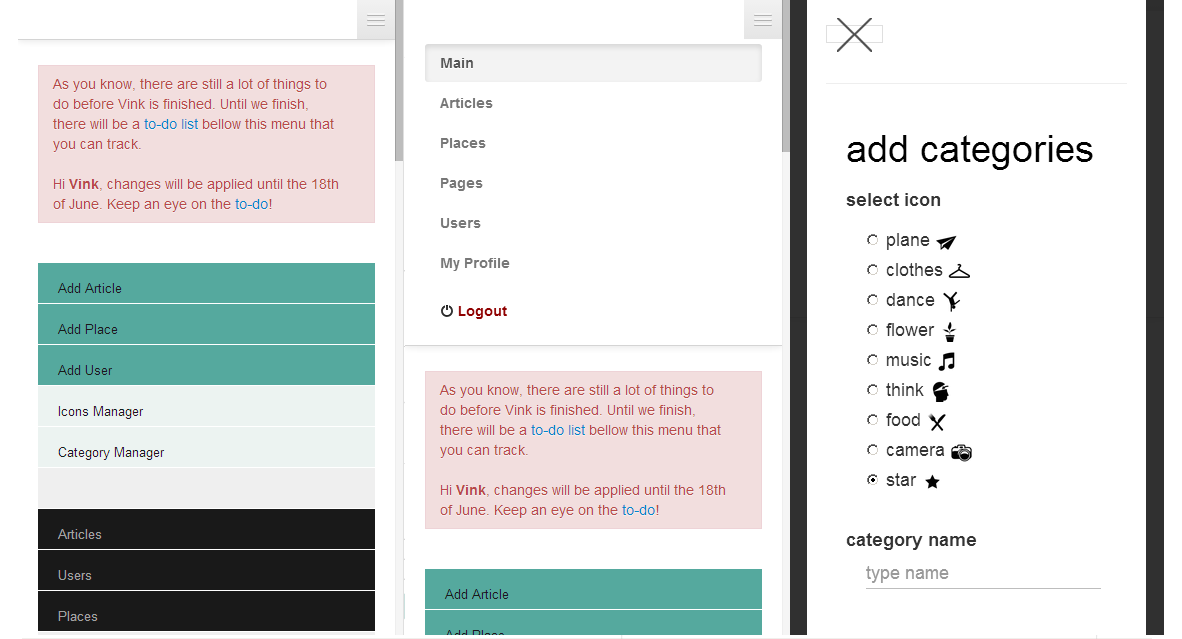 As you know, there are still a lot of things to
do before Vink is finished. Until we finish,
there will be a to-do list bellow this menu that
you can track.
Hi Vink, changes will be applied until the 18th
of June. Keep an eye on the to-do!
Add Article
Add Place
Add User
Icons Manager
Category Manager
Articles
Users
Places
Main
Articles
Places
Pages
Users
My Profile
Logout
As you know, there are still a lot of things to
do before Vink is finished. Until we finish,
there will be a to-do list bellow this menu that
you can track.
Hi Vink, changes will be applied until the 18th
of June. Keep an eye on the to-do!
Add Article
Add Place
add categories
select icon
plane
clothes
dance
flower
music
think
food
camera
star
category name
type name